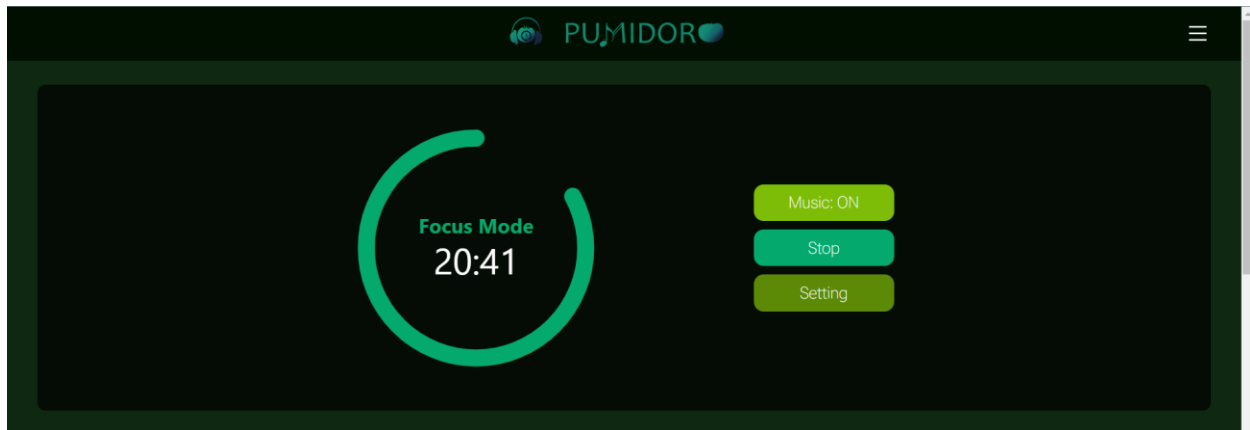 PUMIDORO
Focus Mode
20:41
Music: ON
Stop
Setting